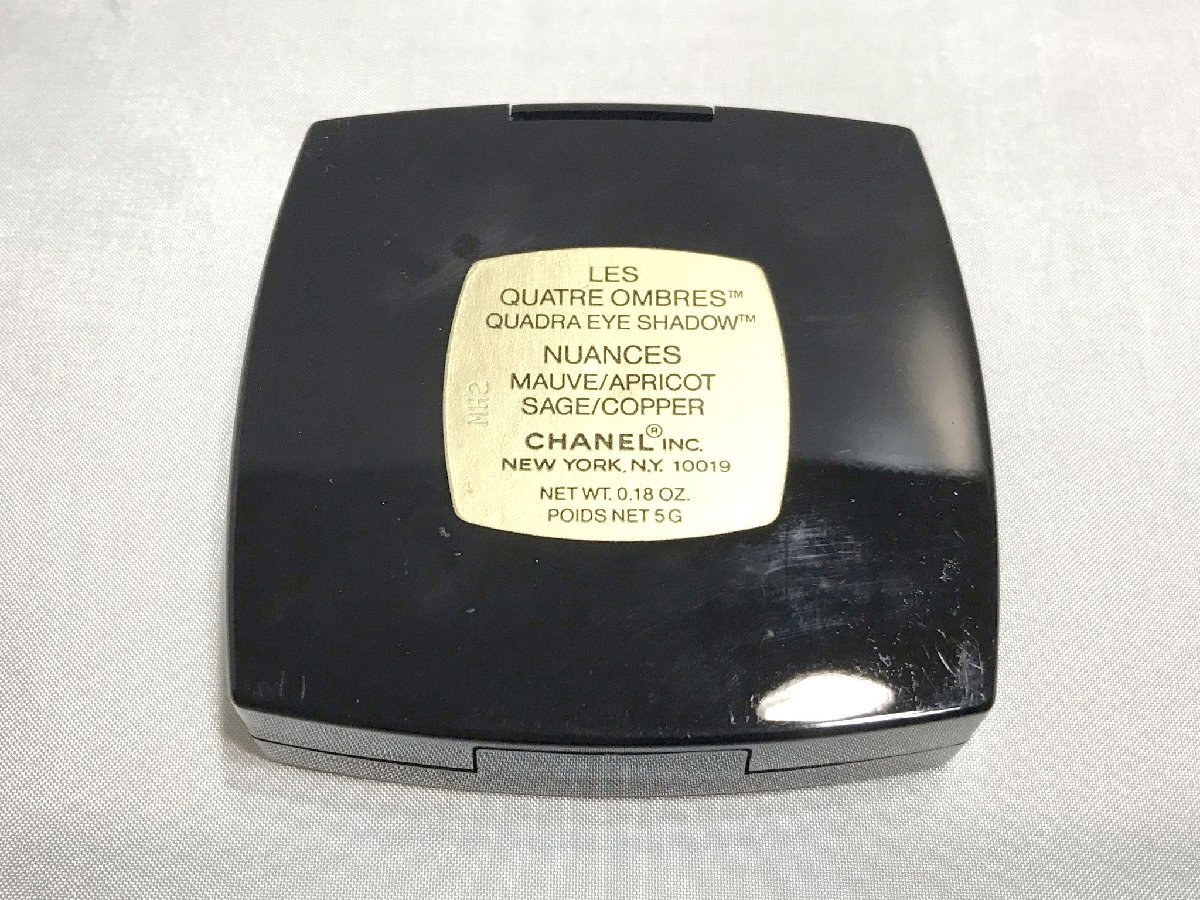 LES
QUATRE OMBRES™
QUADRA EYE SHADOW™
NUANCES
MAUVE/APRICOT
SAGE/COPPER
CHANEL® INC.
NEW YORK, N.Y. 10019
NET WT. 0.18 OZ.
POIDS NET 5 G